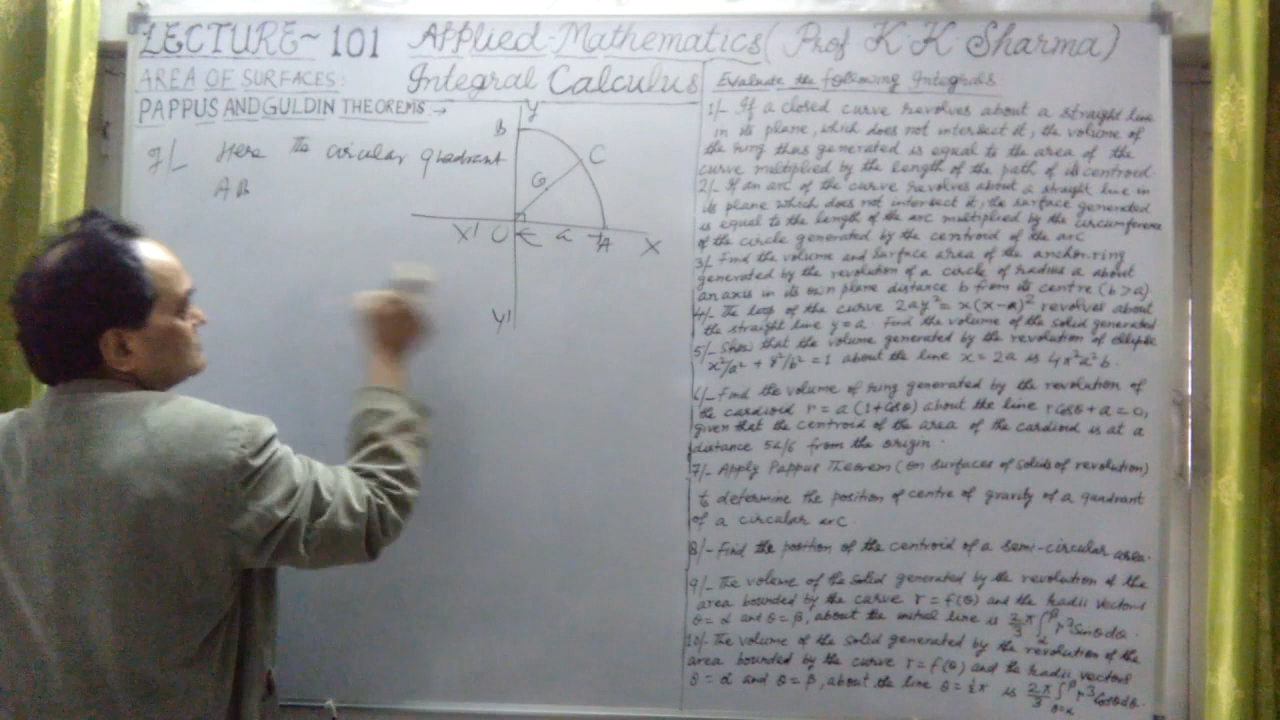 LECTURE~101 Applied-Mathematics (Prof K.K. Sharma)
AREA OF SURFACES:
Integral Calculus
PAPPUS AND GULDIN THEOREMS:→
7/- Here the circular quadrant
AB
Y
B
C
G
X' O a A X
Y'
Evaluate the following Integrals
1/- If a closed curve revolves about a straight line
in its plane, which does not intersect it, the volume of
the ring thus generated is equal to the area of the
curve multiplied by the length of the path of its centroid.
2/- If an arc of the curve revolves about a straight line in
its plane which does not intersect it, the surface generated
is equal to the length of the arc multiplied by the circumference
of the circle generated by the centroid of the arc
3/- Find the volume and surface area of the anchor-ring
generated by the revolution of a circle of radius a about
an axis in its own plane distance b from its centre (b>a).
4/- The loop of the curve 2ay² = x(x-a)² revolves about
the straight line y=a. Find the volume of the solid generated
5/- Show that the volume generated by the revolution of ellipse
x²/a² + y²/b² = 1 about the line x = 2a is 4π²a²b.
6/- Find the volume of ring generated by the revolution of
the cardioid r = a(1+cosθ) about the line r cosθ + a = 0,
given that the centroid of the area of the cardioid is at a
distance 5a/6 from the origin.
7/- Apply Pappus Theorem (on surfaces of solids of revolution)
to determine the position of centre of gravity of a quadrant
of a circular arc.
8/- Find the position of the centroid of a semi-circular area.
9/- The volume of the solid generated by the revolution of the
area bounded by the curve r = f(θ) and the radii vectors
θ = α and θ = β, about the initial line is 2/3 π ∫_α^β r³ sinθ dθ.
10/- The volume of the solid generated by the revolution of the
area bounded by the curve r = f(θ) and the radii vectors
θ = α and θ = β, about the line θ = ½π is 2π/3 ∫_{θ=α}^β r³ cosθ dθ.